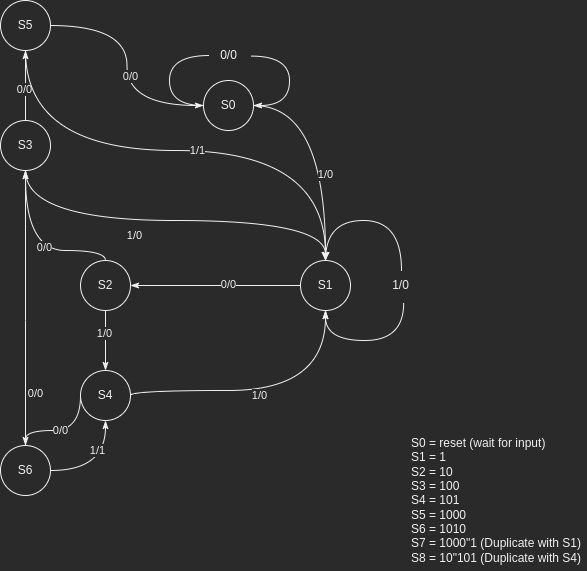 S5
0/0
0/0
S0
0/0
S3
1/1
1/0
1/0
0/0
S2
0/0
S1
1/0
1/0
0/0
S4
1/0
0/0
1/1
S6
S0 = reset (wait for input)
S1 = 1
S2 = 10
S3 = 100
S4 = 101
S5 = 1000
S6 = 1010
S7 = 1000"1 (Duplicate with S1)
S8 = 10"101 (Duplicate with S4)